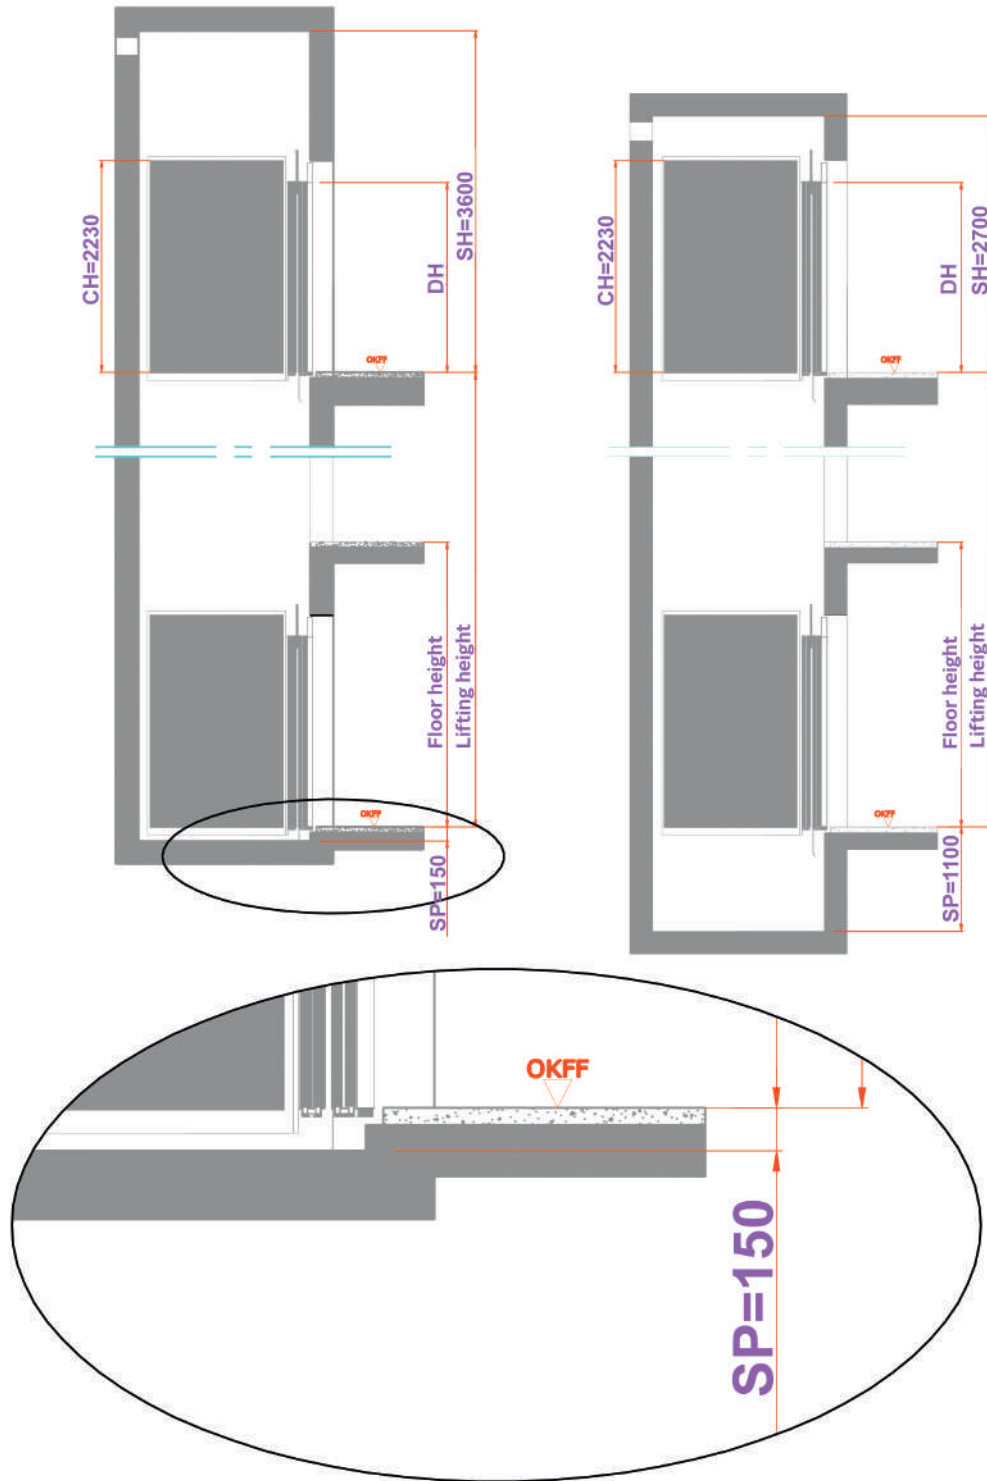 CH=2230
DH
SH=3600
OKFF
Floor height
Lifting height
OKFF
SP=150
CH=2230
DH
SH=2700
OKFF
Floor height
Lifting height
OKFF
SP=1100
OKFF
SP=150